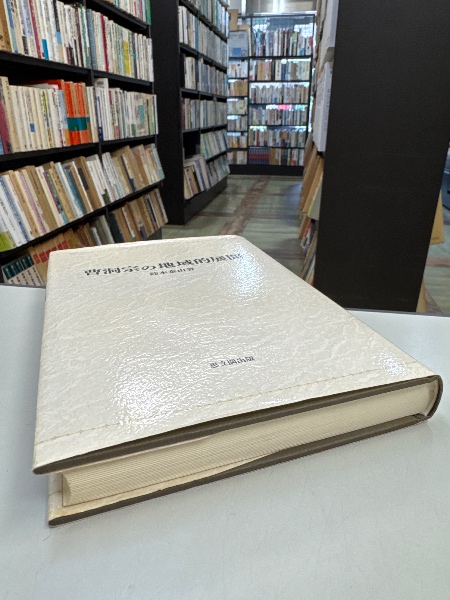 曹洞宗の地域的展開
鈴木泰山著
思文閣出版